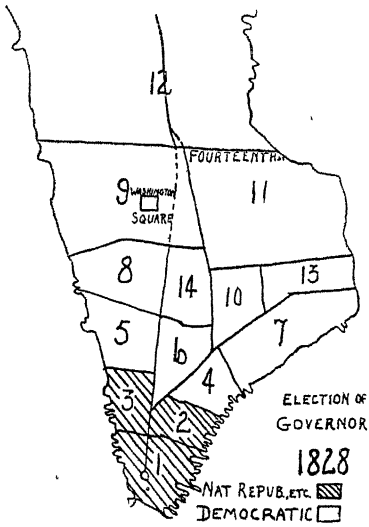 12
FOURTEENTH ST
9 WASHINGTON
SQUARE
11
8
14
10
13
5
6
7
3
4
2
1
ELECTION OF
GOVERNOR
1828
NAT REPUB, ETC.
DEMOCRATIC